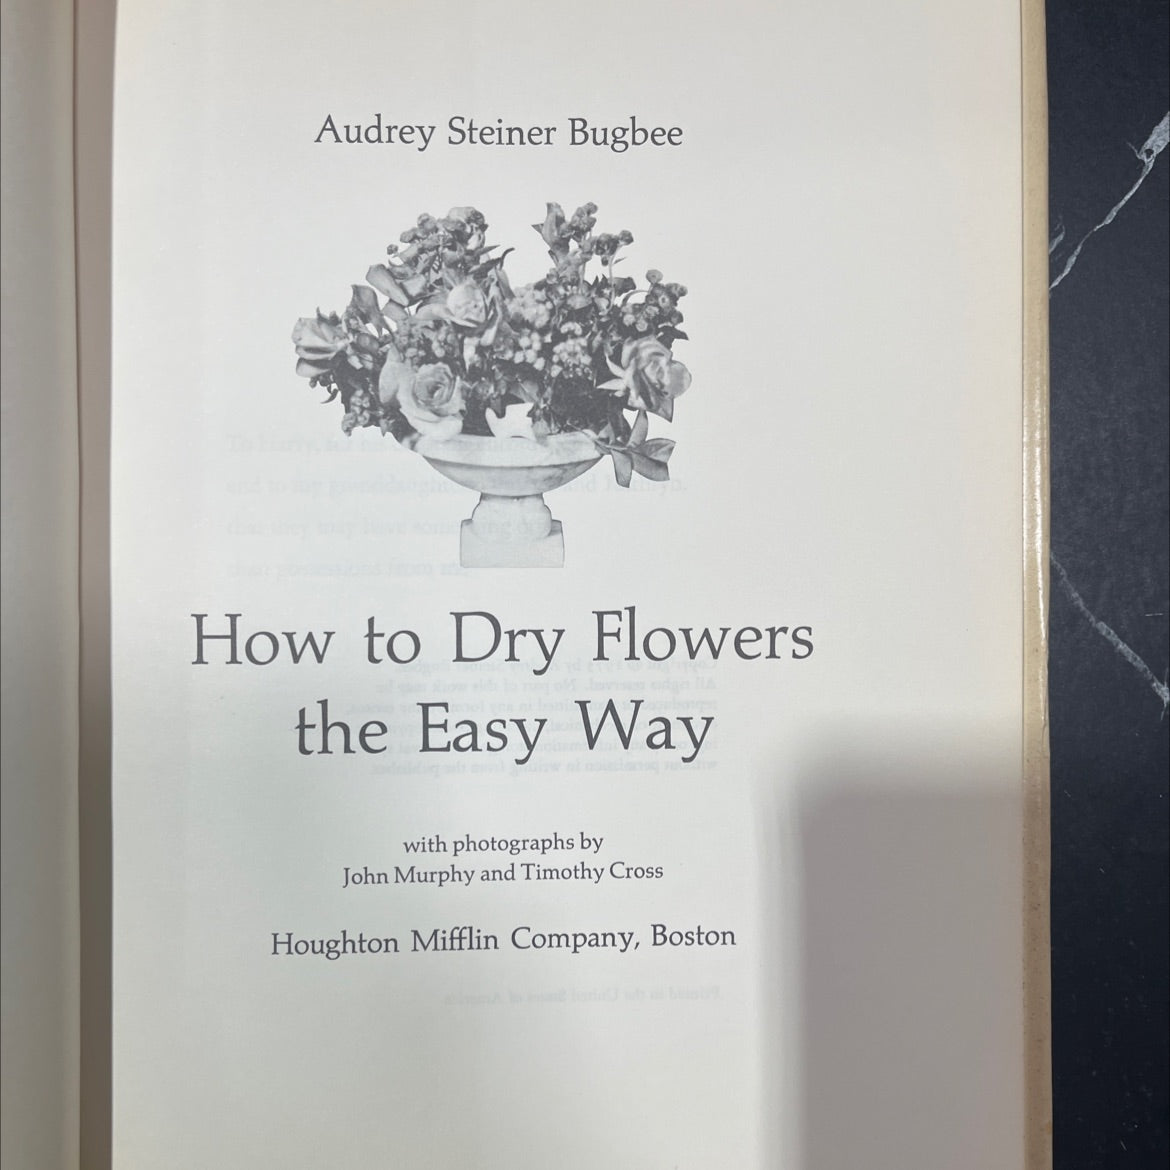 Audrey Steiner Bugbee
How to Dry Flowers
the Easy Way
with photographs by
John Murphy and Timothy Cross
Houghton Mifflin Company, Boston